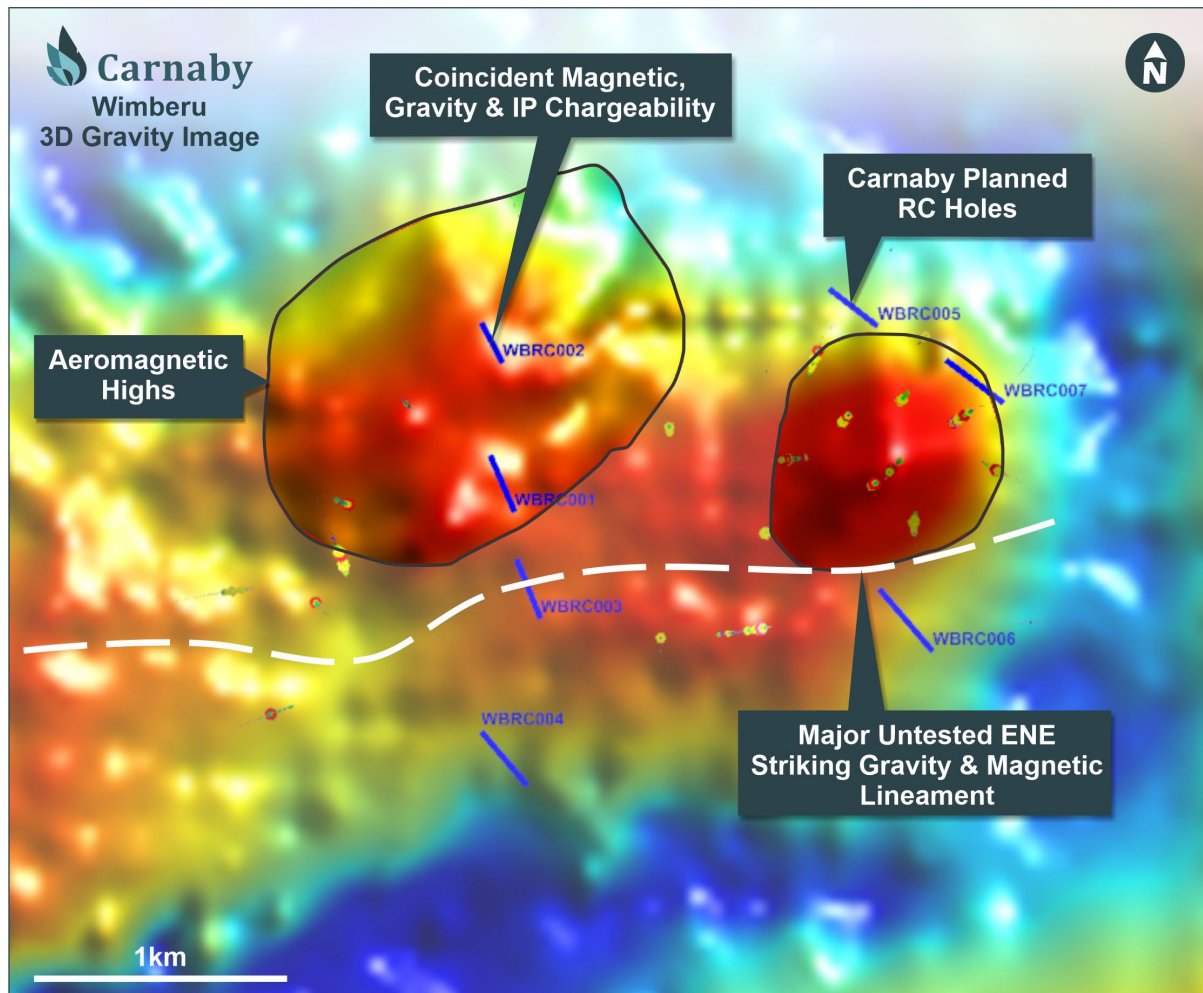 Carnaby
Wimberu
3D Gravity Image
Coincident Magnetic,
Gravity & IP Chargeability
N
Carnaby Planned
RC Holes
WBRC005
WBRC002
Aeromagnetic
Highs
WBRC007
WBRC001
WBRC003
WBRC006
WBRC004
Major Untested ENE
Striking Gravity & Magnetic
Lineament
1km